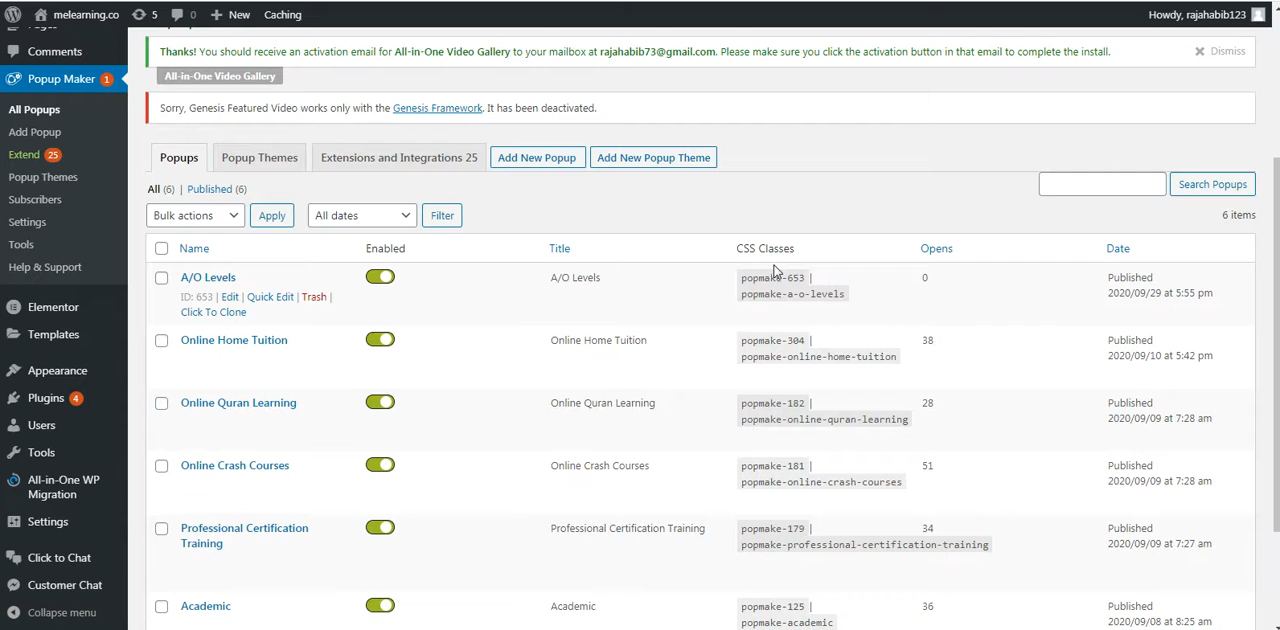 melearning.co 5 0 New Caching Howdy, rajahabib123
Comments
Popup Maker 1
All Popups
Add Popup
Extend 25
Popup Themes
Subscribers
Settings
Tools
Help & Support
Elementor
Templates
Appearance
Plugins 4
Users
Tools
All-in-One WP
Migration
Settings
Click to Chat
Customer Chat
Collapse menu
Thanks! You should receive an activation email for All-in-One Video Gallery to your mailbox at rajahabib73@gmail.com. Please make sure you click the activation button in that email to complete the install. Dismiss
All-in-One Video Gallery
Sorry, Genesis Featured Video works only with the Genesis Framework. It has been deactivated.
Popups Popup Themes Extensions and Integrations 25 Add New Popup Add New Popup Theme
All (6) | Published (6)
Search Popups
Bulk actions Apply All dates Filter
6 items
Name Enabled Title CSS Classes Opens Date
A/O Levels A/O Levels popmake-653 | 0 Published
ID: 653 | Edit | Quick Edit | Trash | popmake-a-o-levels 2020/09/29 at 5:55 pm
Click To Clone
Online Home Tuition Online Home Tuition popmake-304 | 38 Published
popmake-online-home-tuition 2020/09/10 at 5:42 pm
Online Quran Learning Online Quran Learning popmake-182 | 28 Published
popmake-online-quran-learning 2020/09/09 at 7:28 am
Online Crash Courses Online Crash Courses popmake-181 | 51 Published
popmake-online-crash-courses 2020/09/09 at 7:28 am
Professional Certification Professional Certification Training popmake-179 | 34 Published
Training popmake-professional-certification-training 2020/09/09 at 7:27 am
Academic Academic popmake-125 | 36 Published
popmake-academic 2020/09/08 at 8:25 am